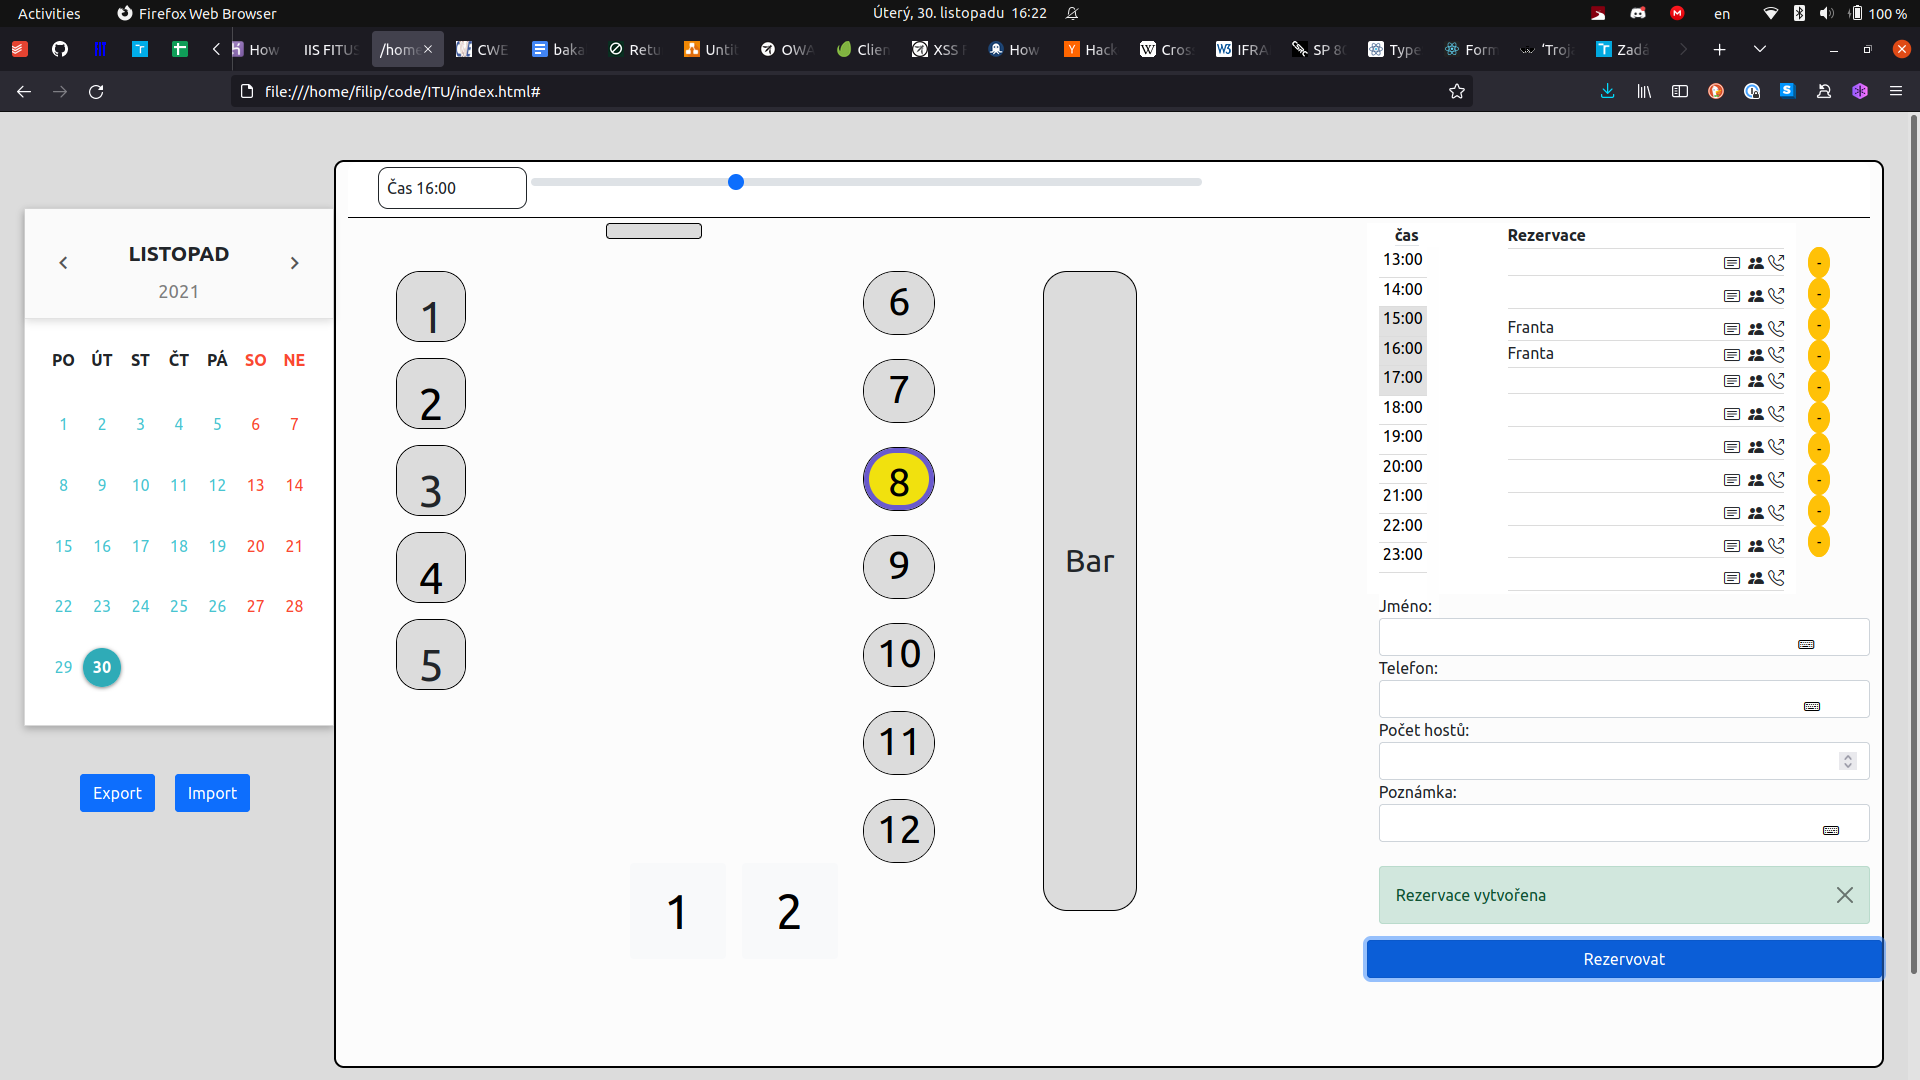 Activities
Firefox Web Browser
Úterý, 30. listopadu 16:22
en
100 %
How
IIS FITUS
/home
CWE
baka
Retu
Unti
OWA
Clien
XSS
How
Hack
Cros
IFRA
SP 80
Type
Form
'Troj
Zadá
file:///home/filip/code/ITU/index.html#
LISTOPAD
2021
PO ÚT ST ČT PÁ SO NE
1 2 3 4 5 6 7
8 9 10 11 12 13 14
15 16 17 18 19 20 21
22 23 24 25 26 27 28
29 30
Export
Import
Čas 16:00
1
2
3
4
5
6
7
8
9
10
11
12
Bar
1
2
čas
13:00
14:00
15:00
16:00
17:00
18:00
19:00
20:00
21:00
22:00
23:00
Rezervace
Franta
Franta
-
-
-
-
-
-
-
-
-
-
Jméno:
Telefon:
Počet hostů:
Poznámka:
Rezervace vytvořena
Rezervovat